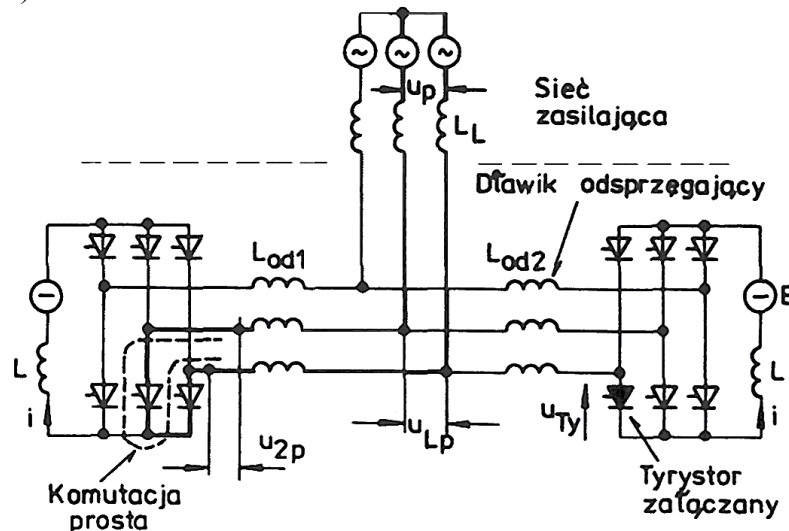 ~ ~ ~
u_p
L_L
Sieć
zasilająca
Dławik odsprzęgający
L_od1
L_od2
L
i
u_2p
u_Lp
u_Ty
E
L
i
Komutacja
prosta
Tyrystor
załączany